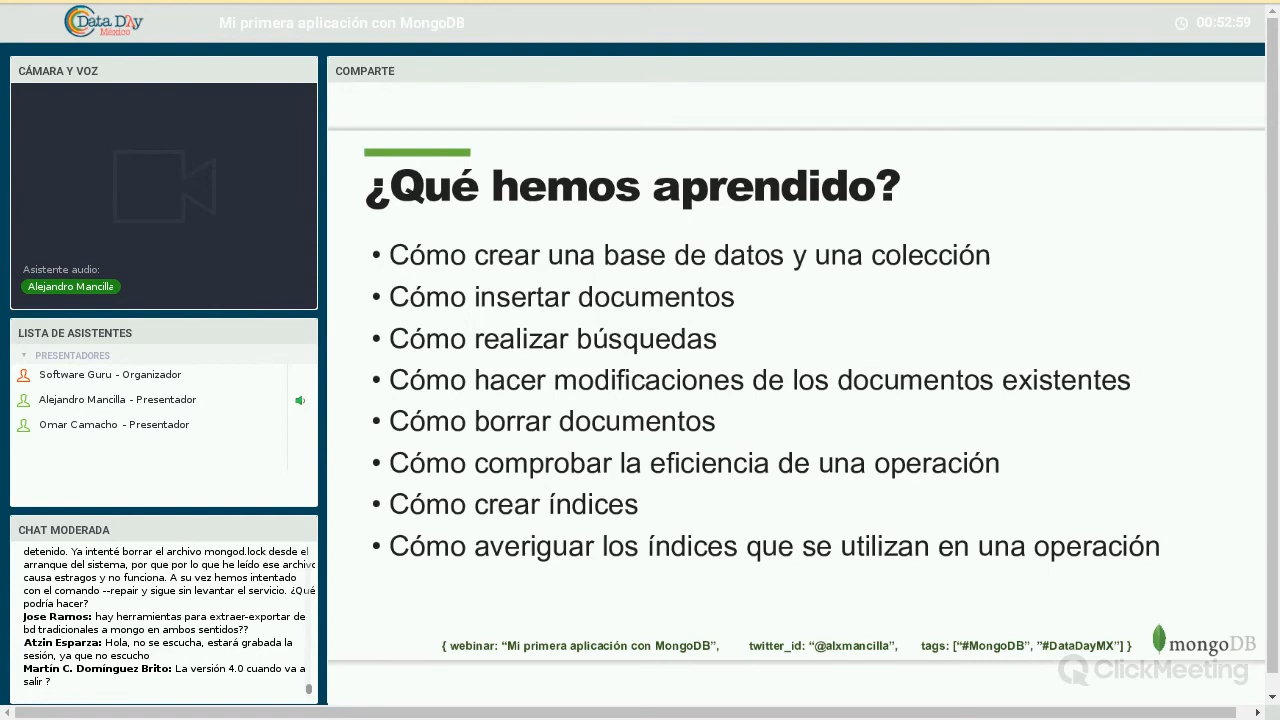 Data Day
México
Mi primera aplicación con MongoDB
00:52:59
CÁMARA Y VOZ
Asistente audio:
Alejandro Mancilla
LISTA DE ASISTENTES
PRESENTADORES
Software Guru - Organizador
Alejandro Mancilla - Presentador
Omar Camacho - Presentador
CHAT MODERADA
detenido. Ya intenté borrar el archivo mongod.lock desde el
arranque del sistema, por que por lo que he leído ese archivo
causa estragos y no funciona. A su vez hemos intentado
con el comando --repair y sigue sin levantar el servicio. ¿Qué
podría hacer?
Jose Ramos: hay herramientas para extraer-exportar de
bd tradicionales a mongo en ambos sentidos??
Atzin Esparza: Hola, no se escucha, estará grabada la
sesión, ya que no escucho
Martín C. Domínguez Brito: La versión 4.0 cuando va a
salir ?
COMPARTE
¿Qué hemos aprendido?
• Cómo crear una base de datos y una colección
• Cómo insertar documentos
• Cómo realizar búsquedas
• Cómo hacer modificaciones de los documentos existentes
• Cómo borrar documentos
• Cómo comprobar la eficiencia de una operación
• Cómo crear índices
• Cómo averiguar los índices que se utilizan en una operación
{ webinar: “Mi primera aplicación con MongoDB”, twitter_id: “@alxmancilla”, tags: [“#MongoDB”, ”#DataDayMX”] }
mongoDB
ClickMeeting